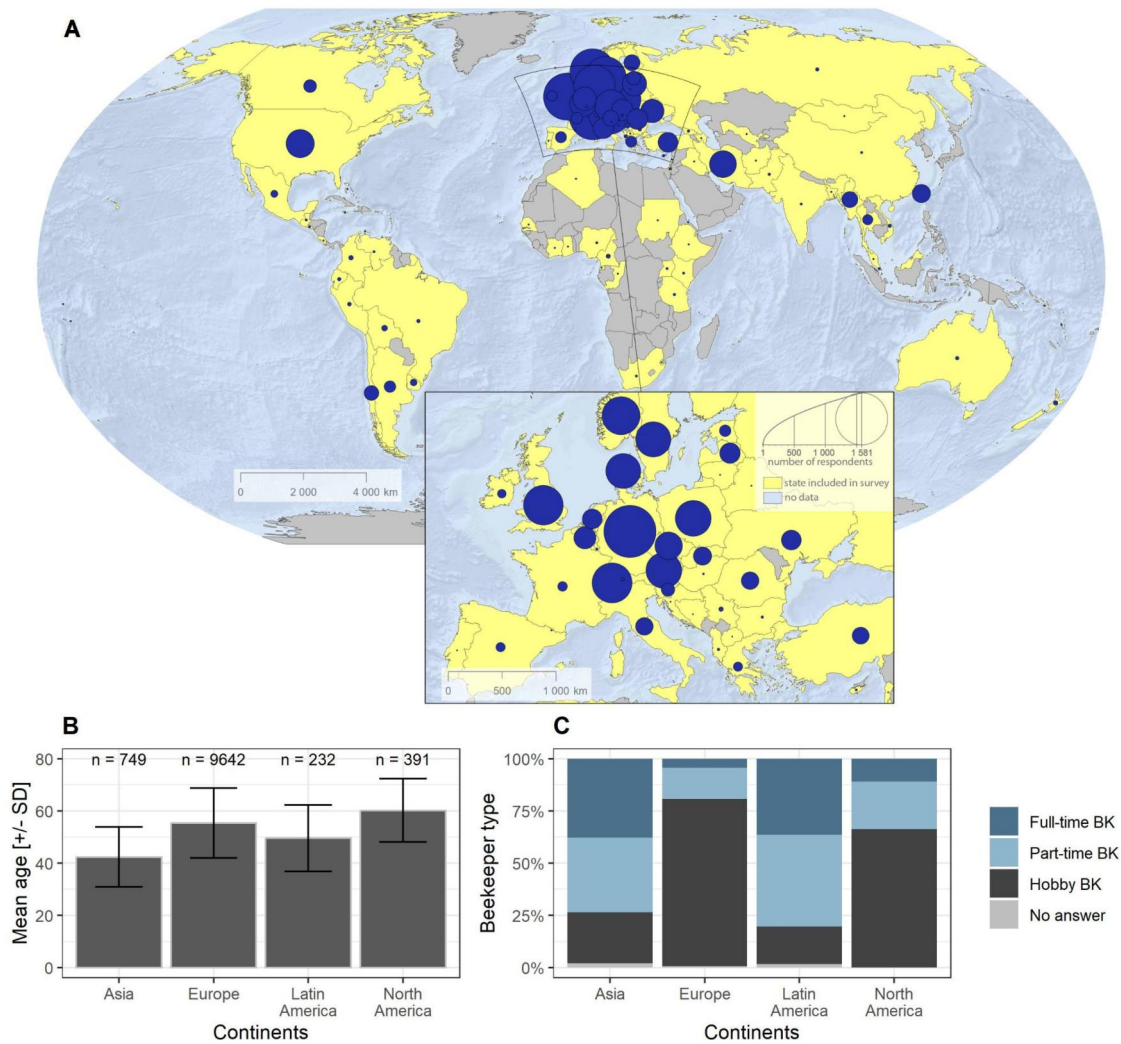 A
0 2 000 4 000 km
1 500 1 000 1 581
number of respondents
state included in survey
no data
0 500 1 000 km
B
80
60
40
20
0
Mean age [+/- SD]
n = 749 n = 9642 n = 232 n = 391
Asia Europe Latin America North America
Continents
C
100%
75%
50%
25%
0%
Beekeeper type
Asia Europe Latin America North America
Continents
Full-time BK
Part-time BK
Hobby BK
No answer